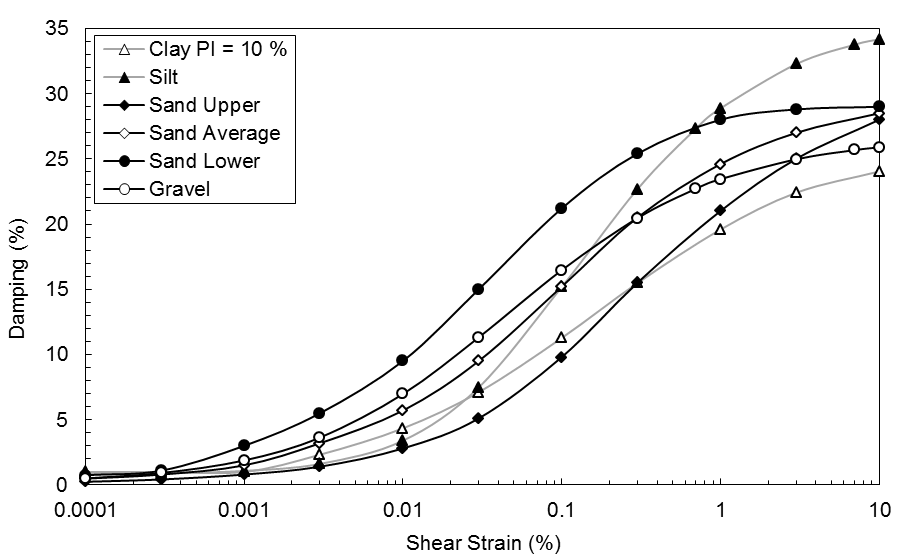 35
30
25
20
15
10
5
0
Damping (%)
Clay PI = 10 %
Silt
Sand Upper
Sand Average
Sand Lower
Gravel
0.0001 0.001 0.01 0.1 1 10
Shear Strain (%)